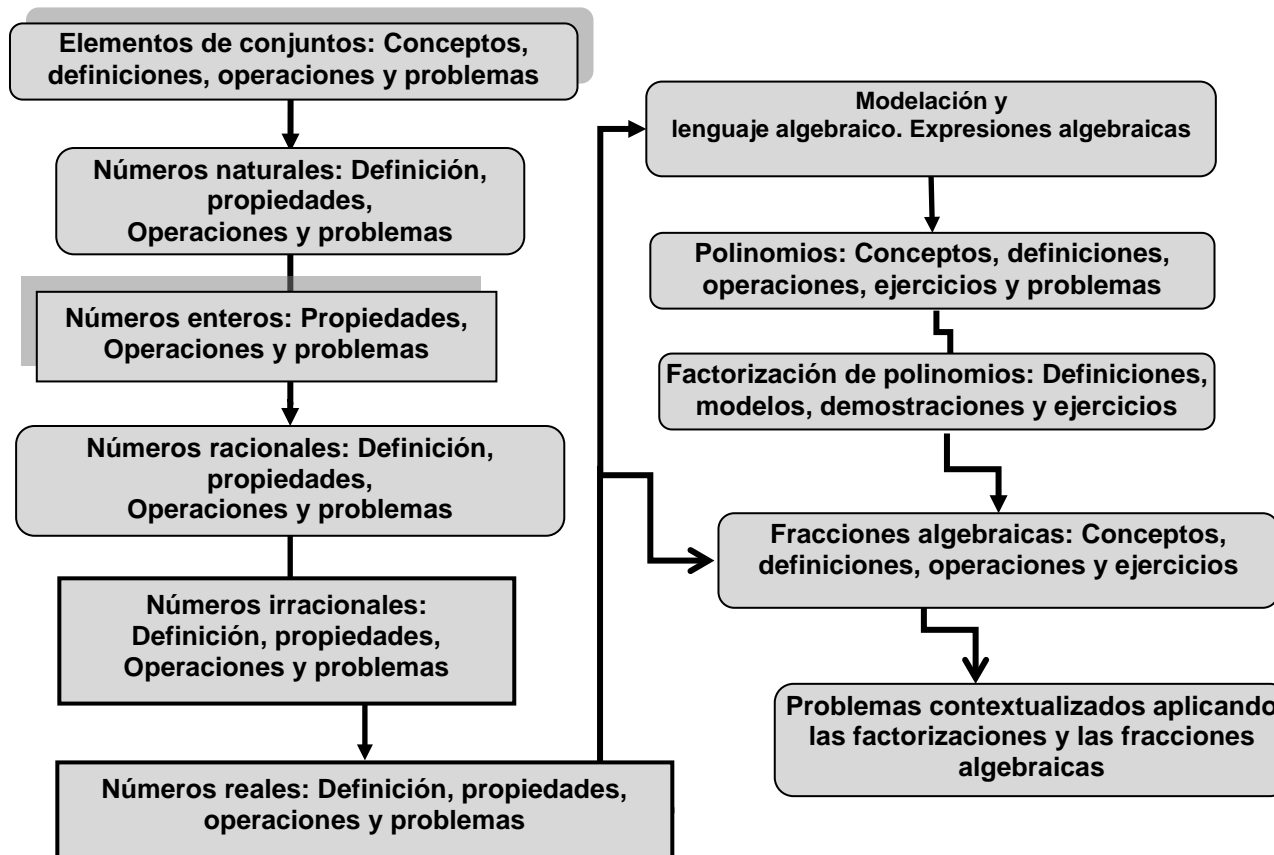 Elementos de conjuntos: Conceptos,
definiciones, operaciones y problemas
Números naturales: Definición,
propiedades,
Operaciones y problemas
Números enteros: Propiedades,
Operaciones y problemas
Números racionales: Definición,
propiedades,
Operaciones y problemas
Números irracionales:
Definición, propiedades,
Operaciones y problemas
Números reales: Definición, propiedades,
operaciones y problemas
Modelación y
lenguaje algebraico. Expresiones algebraicas
Polinomios: Conceptos, definiciones,
operaciones, ejercicios y problemas
Factorización de polinomios: Definiciones,
modelos, demostraciones y ejercicios
Fracciones algebraicas: Conceptos,
definiciones, operaciones y ejercicios
Problemas contextualizados aplicando
las factorizaciones y las fracciones
algebraicas